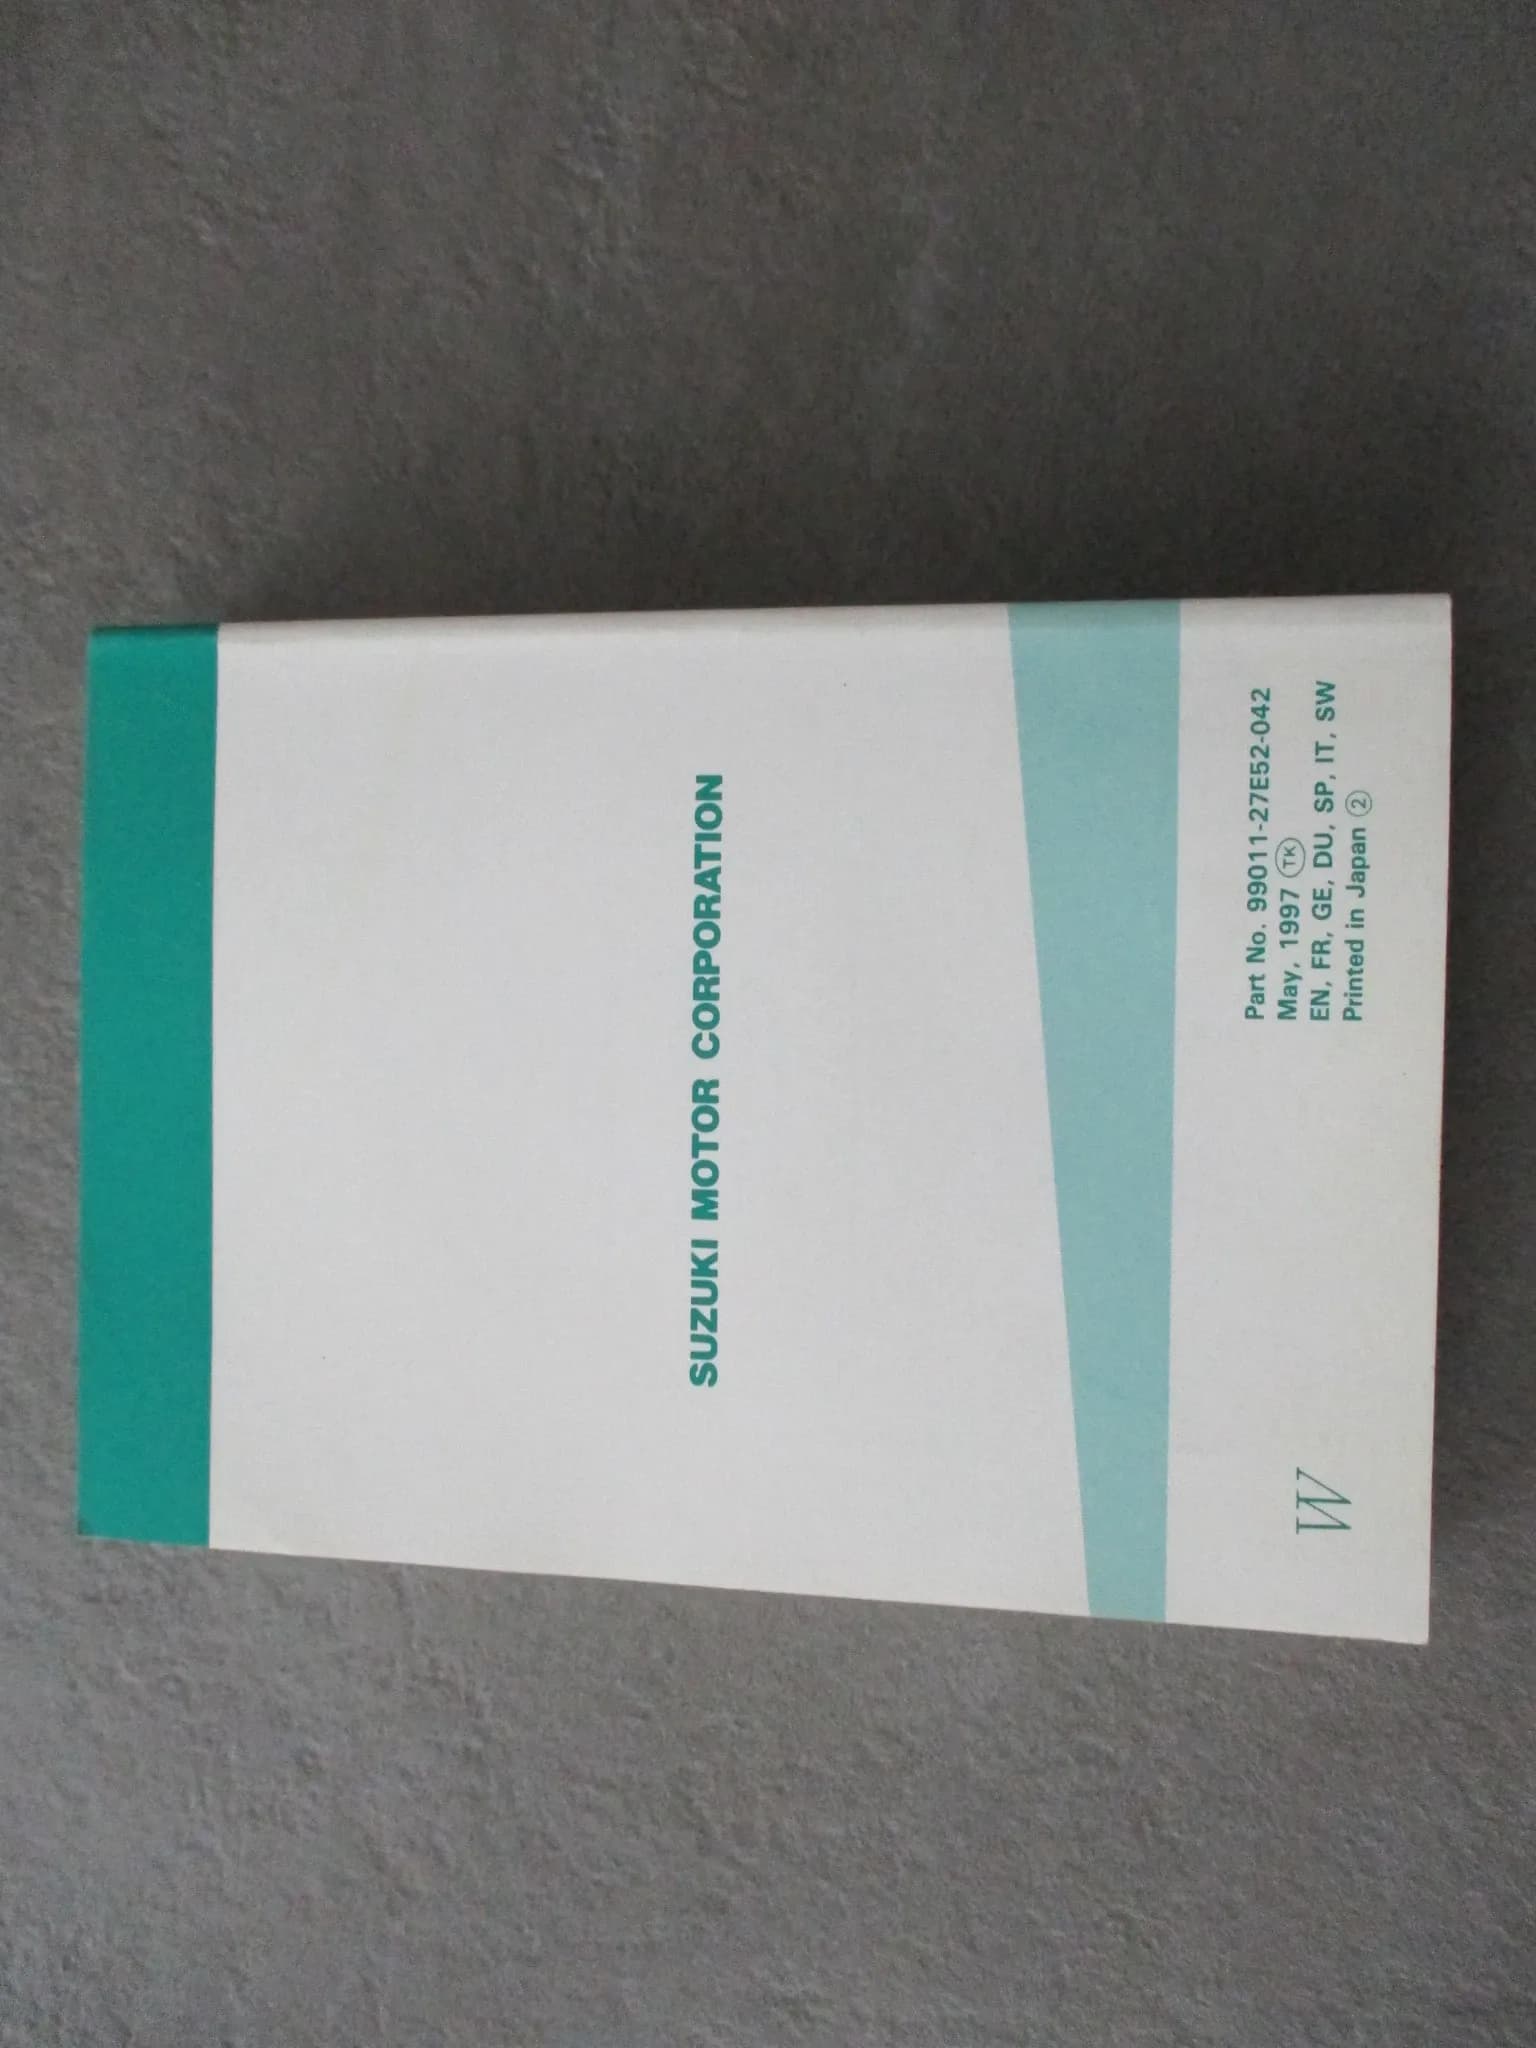 SUZUKI MOTOR CORPORATION
Part No. 99011-27E52-042
May, 1997 TK
EN, FR, GE, DU, SP, IT, SW
Printed in Japan 2
W